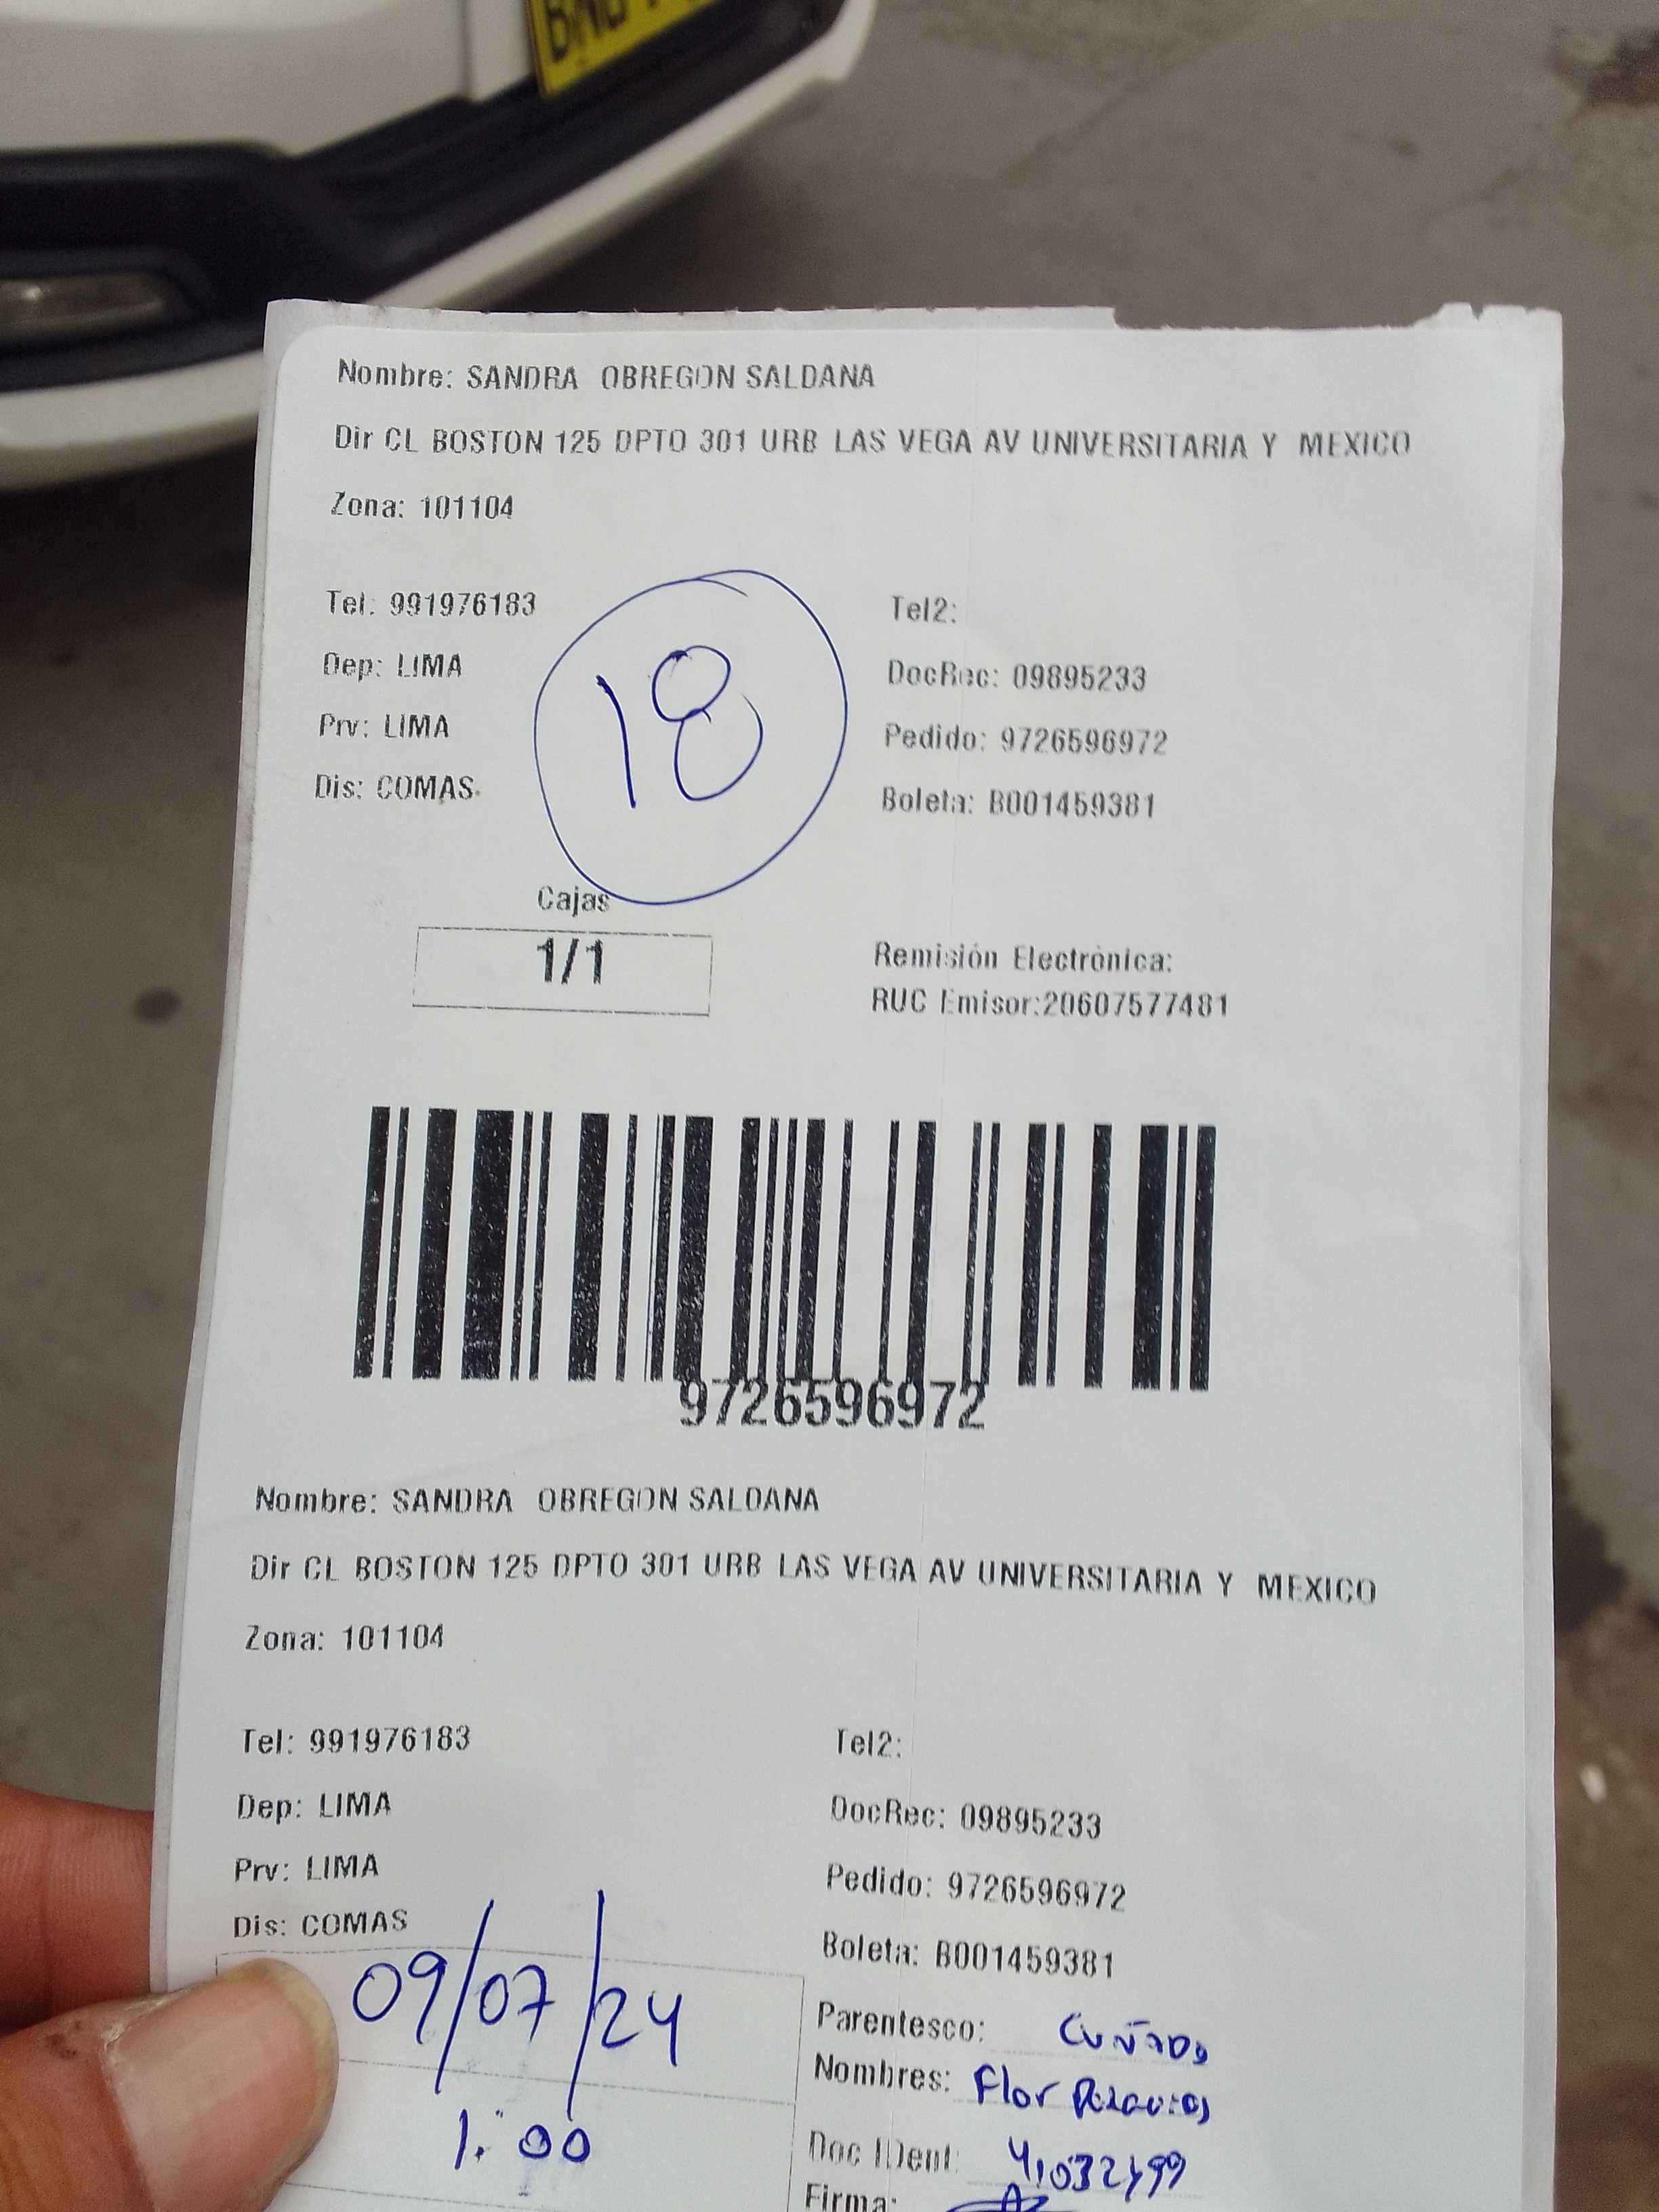 Nombre: SANDRA OBREGON SALDANA
Dir CL BOSTON 125 DPTO 301 URB LAS VEGA AV UNIVERSITARIA Y MEXICO
Zona: 101104
Tel: 991976183
Tel2:
Dep: LIMA
DocRec: 09895233
Prv: LIMA
Pedido: 9726596972
Dis: COMAS
Boleta: B001459381
18
Cajas
1/1
Remisión Electrónica:
RUC Emisor:20607577481
9726596972
Nombre: SANDRA OBREGON SALDANA
Dir CL BOSTON 125 DPTO 301 URB LAS VEGA AV UNIVERSITARIA Y MEXICO
Zona: 101104
Tel: 991976183
Tel2:
Dep: LIMA
DocRec: 09895233
Prv: LIMA
Pedido: 9726596972
Dis: COMAS
Boleta: B001459381
09/07/24
1:00
Parentesco: cuñada
Nombres: Flor
Doc IDent:
Firma: